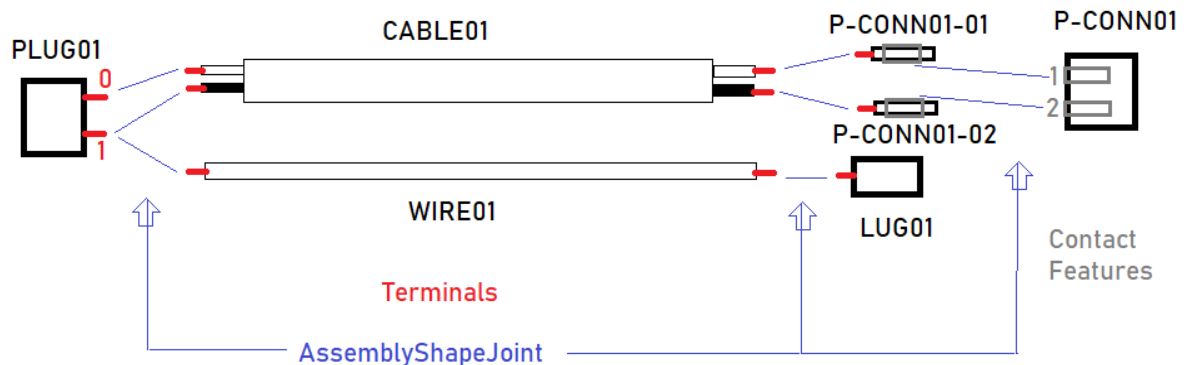 P-CONN01-01
P-CONN01
CABLE01
PLUG01
0
1
1
2
P-CONN01-02
WIRE01
LUG01
Contact
Features
Terminals
AssemblyShapeJoint